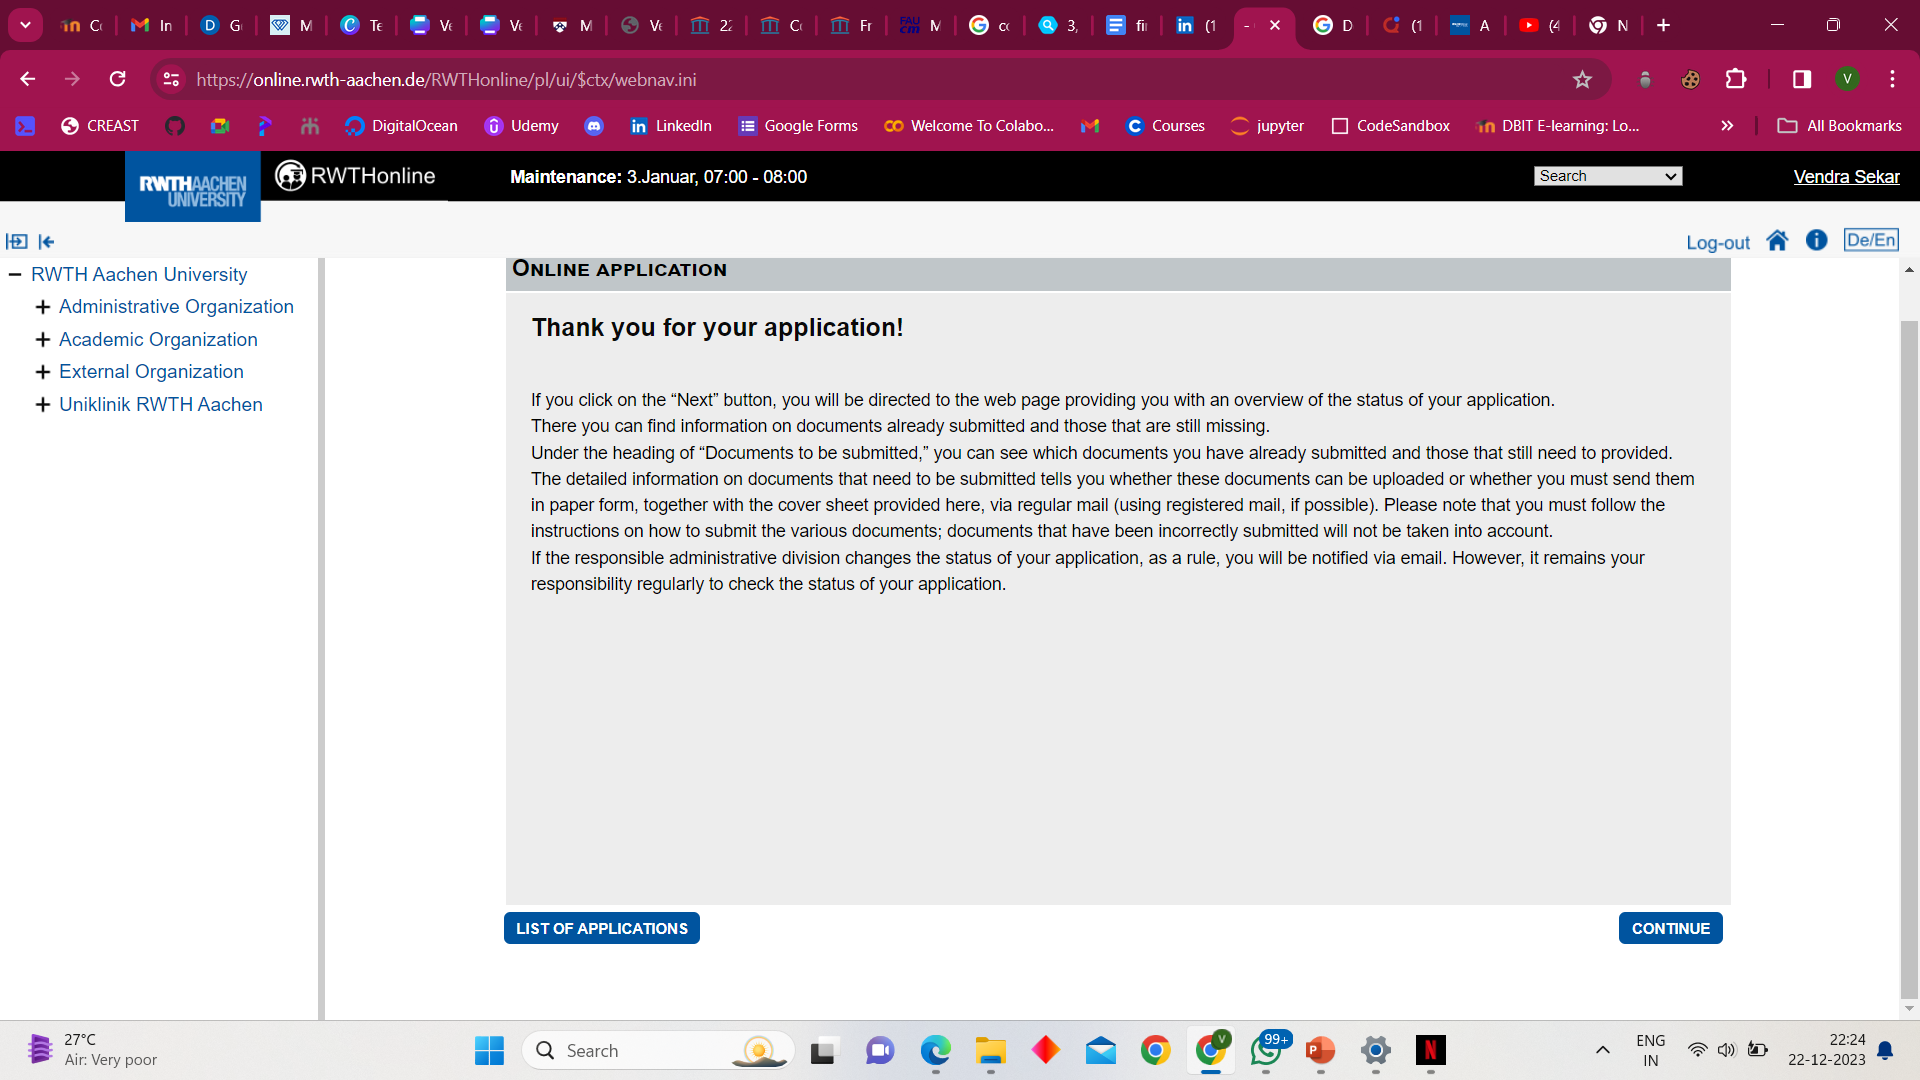 In
G
M
Te
Ve
Ve
M
Ve
22
Fr
FAU
M
3,
fi
in (1
D
(1
A
N
https://online.rwth-aachen.de/RWTHonline/pl/ui/$ctx/webnav.ini
V
CREAST
DigitalOcean
Udemy
LinkedIn
Google Forms
Welcome To Colabo...
Courses
jupyter
CodeSandbox
DBIT E-learning: Lo...
All Bookmarks
RWTHAACHEN
UNIVERSITY
RWTHonline
Maintenance: 3.Januar, 07:00 - 08:00
Search
Vendra Sekar
Log-out
De/En
RWTH Aachen University
Administrative Organization
Academic Organization
External Organization
Uniklinik RWTH Aachen
ONLINE APPLICATION
Thank you for your application!
If you click on the “Next” button, you will be directed to the web page providing you with an overview of the status of your application.
There you can find information on documents already submitted and those that are still missing.
Under the heading of “Documents to be submitted,” you can see which documents you have already submitted and those that still need to provided.
The detailed information on documents that need to be submitted tells you whether these documents can be uploaded or whether you must send them
in paper form, together with the cover sheet provided here, via regular mail (using registered mail, if possible). Please note that you must follow the
instructions on how to submit the various documents; documents that have been incorrectly submitted will not be taken into account.
If the responsible administrative division changes the status of your application, as a rule, you will be notified via email. However, it remains your
responsibility regularly to check the status of your application.
LIST OF APPLICATIONS
CONTINUE
27°C
Air: Very poor
Search
V
99+
P
N
ENG
IN
22:24
22-12-2023